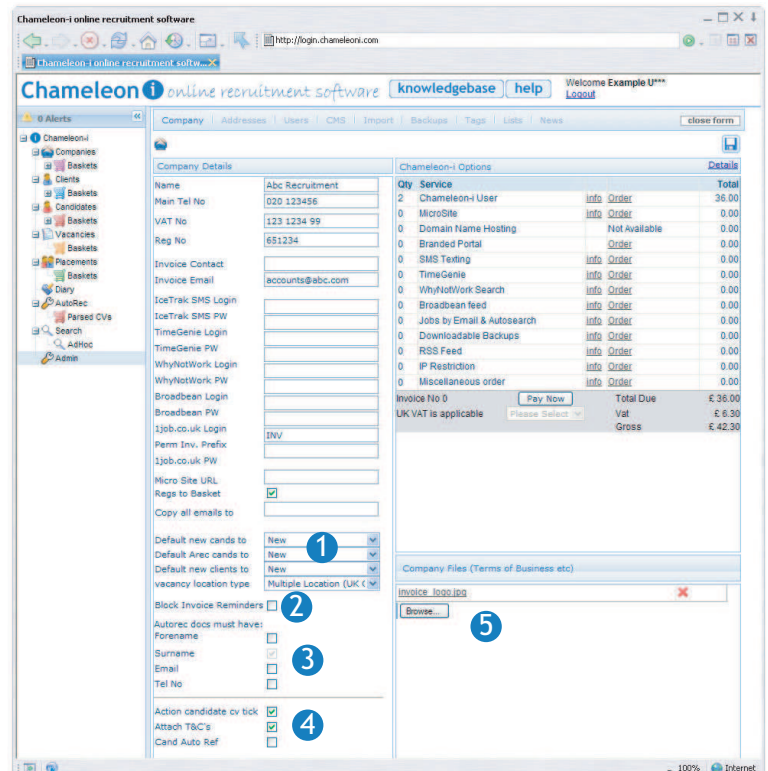 Chameleon-i online recruitment software
http://login.chameleoni.com
Chameleon-i online recruitment softw...
Chameleon i online recruitment software knowledgebase help Welcome Example U***
Logout
0 Alerts
Company Addresses Users CMS Import Backups Tags Lists News close form
Chameleon-i
Companies
Baskets
Clients
Baskets
Candidates
Baskets
Vacancies
Baskets
Placements
Baskets
Diary
AutoRec
Parsed CVs
Search
AdHoc
Admin
Company Details
Name Abc Recruitment
Main Tel No 020 123456
VAT No 123 1234 99
Reg No 651234
Invoice Contact
Invoice Email accounts@abc.com
IceTrak SMS Login
IceTrak SMS PW
TimeGenie Login
TimeGenie PW
WhyNotWork Login
WhyNotWork PW
Broadbean Login
Broadbean PW
1job.co.uk Login
INV
Perm Inv. Prefix
1job.co.uk PW
Micro Site URL
Regs to Basket
Copy all emails to
Default new cands to New
Default Arec cands to New
Default new clients to New
vacancy location type Multiple Location (UK (
1
Block Invoice Reminders
2
Autorec docs must have:
Forename
Surname
Email
Tel No
3
Action candidate cv tick
Attach T&C's
Cand Auto Ref
4
Chameleon-i Options Details
Qty Service Total
2 Chameleon-i User info Order 36.00
0 MicroSite info Order 0.00
0 Domain Name Hosting Not Available 0.00
0 Branded Portal Order 0.00
0 SMS Texting info Order 0.00
0 TimeGenie info Order 0.00
0 WhyNotWork Search info Order 0.00
0 Broadbean feed info Order 0.00
0 Jobs by Email & Autosearch info Order 0.00
0 Downloadable Backups info Order 0.00
0 RSS Feed info Order 0.00
0 IP Restriction info Order 0.00
0 Miscellaneous order info Order 0.00
Invoice No 0 Pay Now Total Due £ 36.00
UK VAT is applicable Please Select Vat £ 6.30
Gross £ 42.30
Company Files (Terms of Business etc)
invoice_logo.jpg
Browse...
5
100% Internet